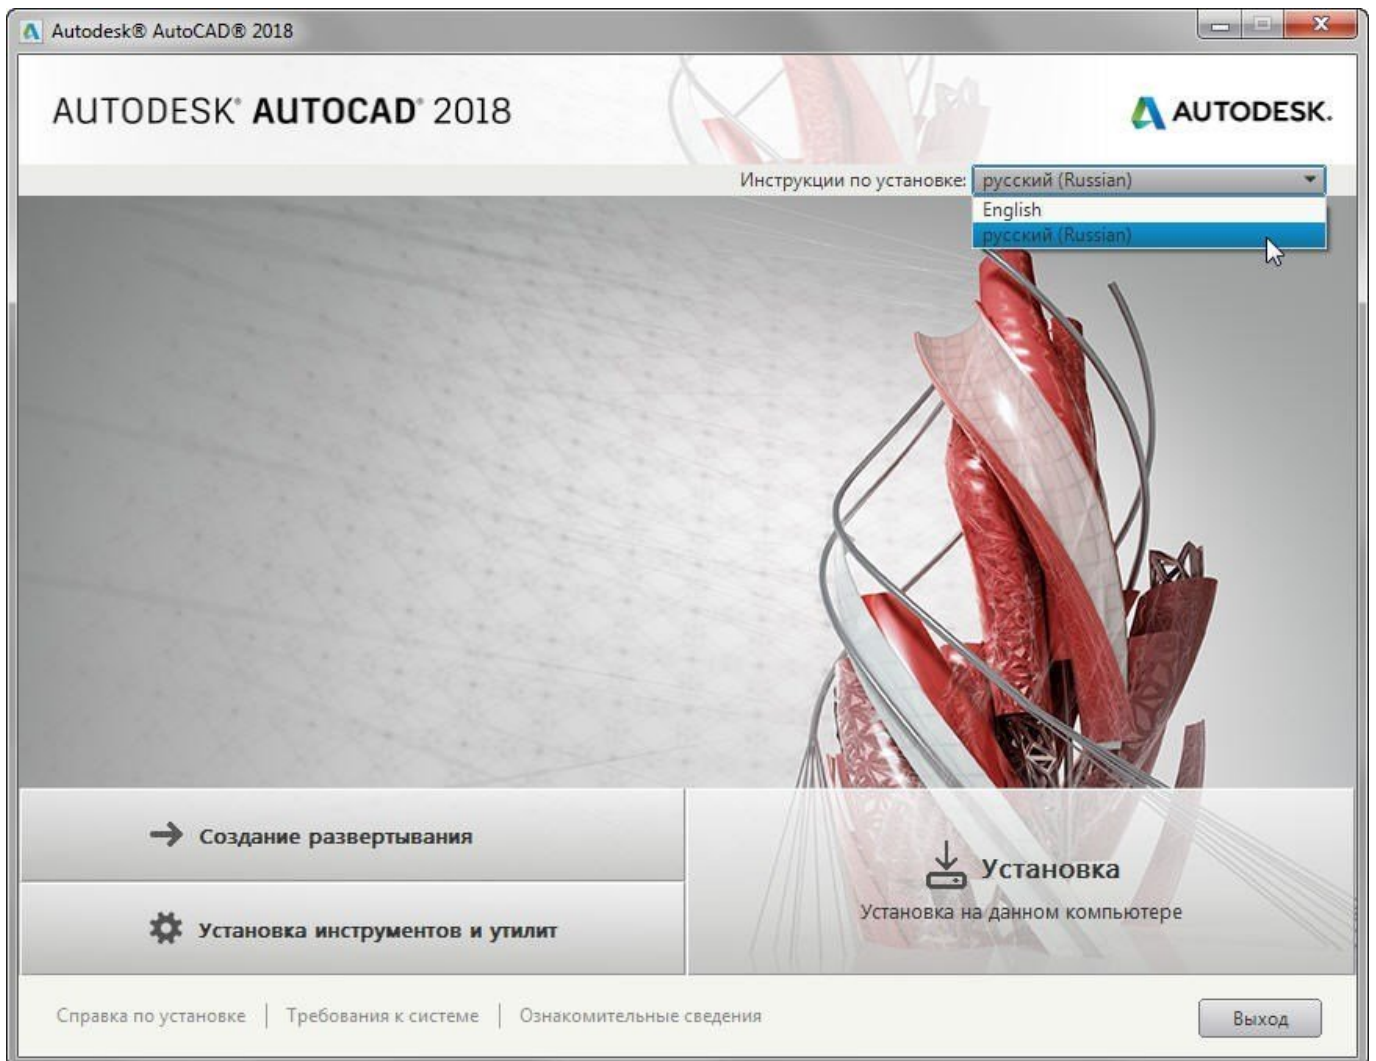 Autodesk® AutoCAD® 2018
AUTODESK® AUTOCAD® 2018
AUTODESK.
Инструкции по установке: русский (Russian)
English
русский (Russian)
Создание развертывания
Установка
Установка на данном компьютере
Установка инструментов и утилит
Справка по установке | Требования к системе | Ознакомительные сведения
Выход